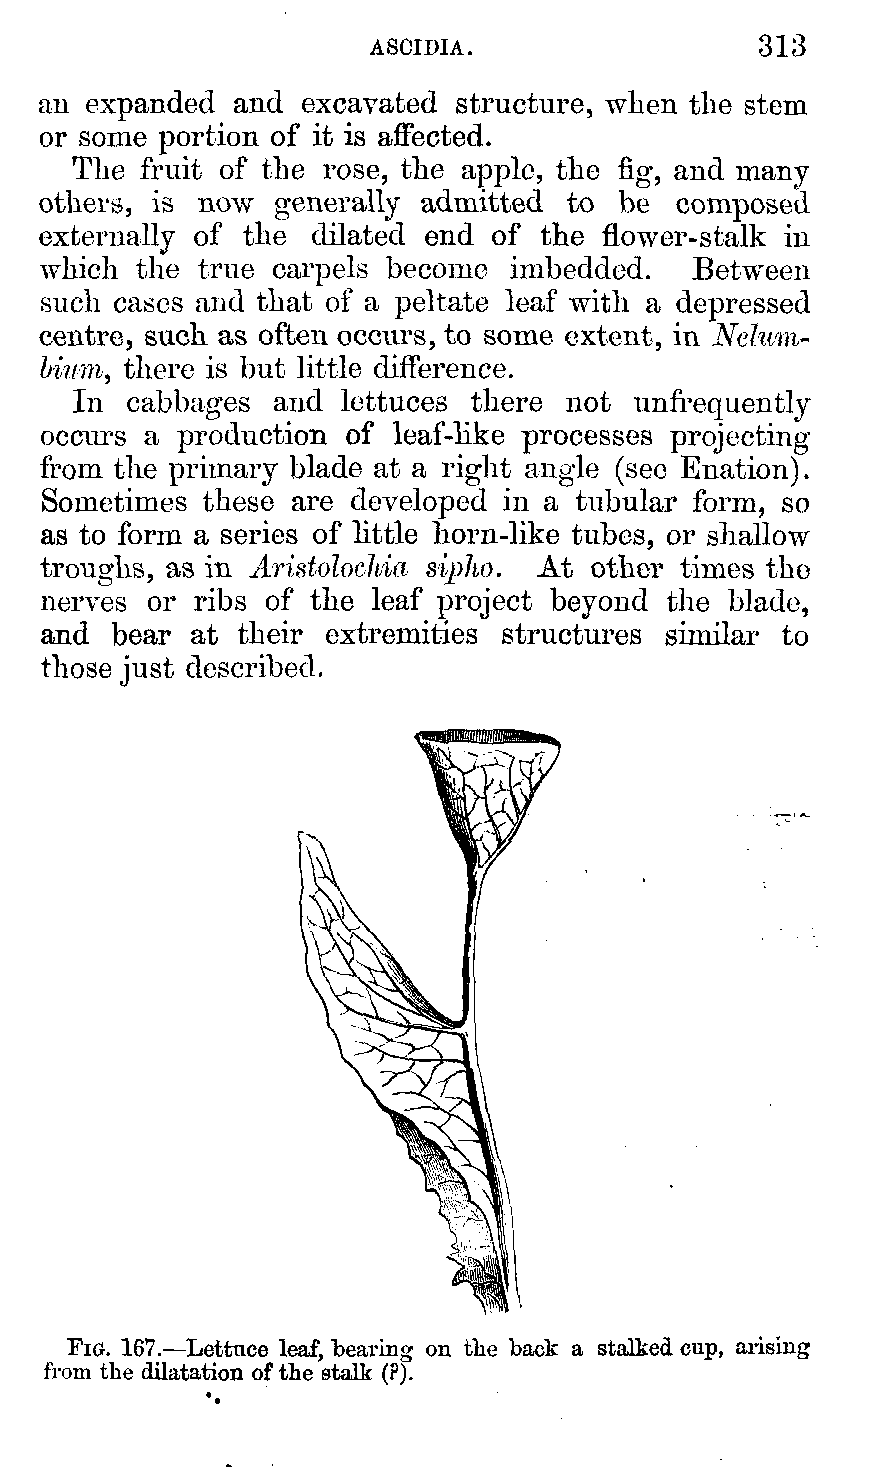 ASCIDIA. 313
an expanded and excavated structure, when the stem
or some portion of it is affected.
The fruit of the rose, the apple, the fig, and many
others, is now generally admitted to be composed
externally of the dilated end of the flower-stalk in
which the true carpels become imbedded. Between
such cases and that of a peltate leaf with a depressed
centre, such as often occurs, to some extent, in Nelum-
bium, there is but little difference.
In cabbages and lettuces there not unfrequently
occurs a production of leaf-like processes projecting
from the primary blade at a right angle (see Enation).
Sometimes these are developed in a tubular form, so
as to form a series of little horn-like tubes, or shallow
troughs, as in Aristolochia sipho. At other times the
nerves or ribs of the leaf project beyond the blade,
and bear at their extremities structures similar to
those just described.
FIG. 167.—Lettuce leaf, bearing on the back a stalked cup, arising
from the dilatation of the stalk (?).